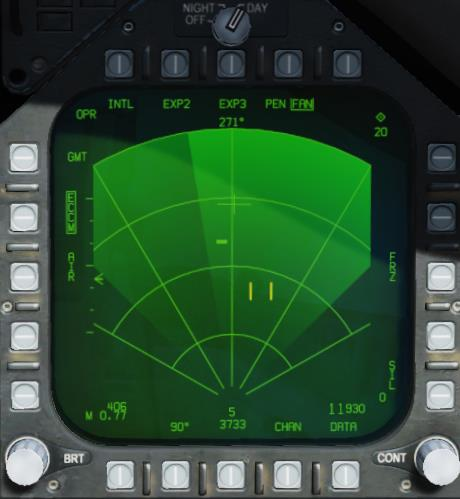 NIGHT DAY
OFF
INTL EXP2 EXP3 PEN FAN
OPR
271°
20
GMT
ECCM
AIR
FRZ
SYL
0
406
M 0.77
5
11930
90° 3733 CHAN DATA
BRT
CONT